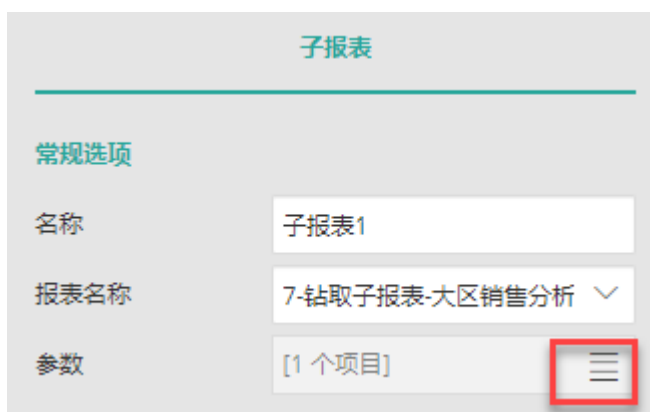 子报表
常规选项
名称 子报表1
报表名称 7-钻取子报表-大区销售分析
参数 [1 个项目]